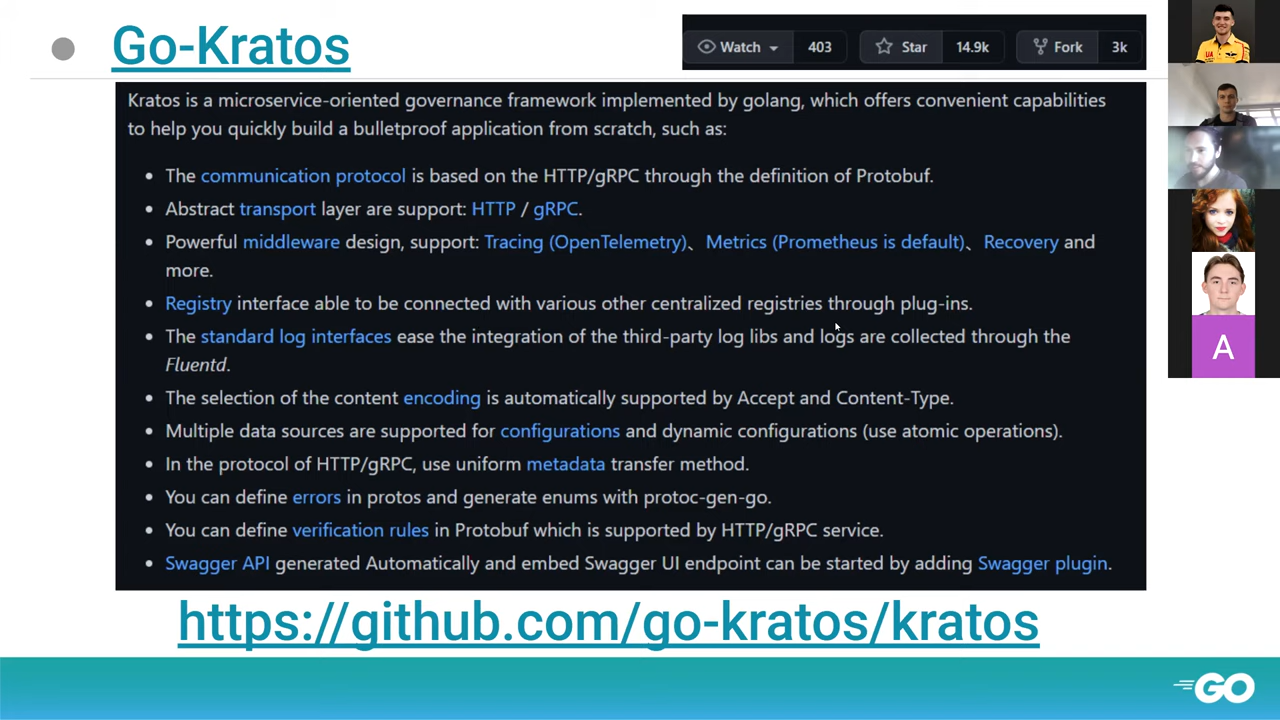 Go-Kratos
Watch 403 Star 14.9k Fork 3k
Kratos is a microservice-oriented governance framework implemented by golang, which offers convenient capabilities
to help you quickly build a bulletproof application from scratch, such as:
The communication protocol is based on the HTTP/gRPC through the definition of Protobuf.
Abstract transport layer are support: HTTP / gRPC.
Powerful middleware design, support: Tracing (OpenTelemetry)、 Metrics (Prometheus is default)、 Recovery and
more.
Registry interface able to be connected with various other centralized registries through plug-ins.
The standard log interfaces ease the integration of the third-party log libs and logs are collected through the
Fluentd.
The selection of the content encoding is automatically supported by Accept and Content-Type.
Multiple data sources are supported for configurations and dynamic configurations (use atomic operations).
In the protocol of HTTP/gRPC, use uniform metadata transfer method.
You can define errors in protos and generate enums with protoc-gen-go.
You can define verification rules in Protobuf which is supported by HTTP/gRPC service.
Swagger API generated Automatically and embed Swagger UI endpoint can be started by adding Swagger plugin.
https://github.com/go-kratos/kratos
GO
UA
A